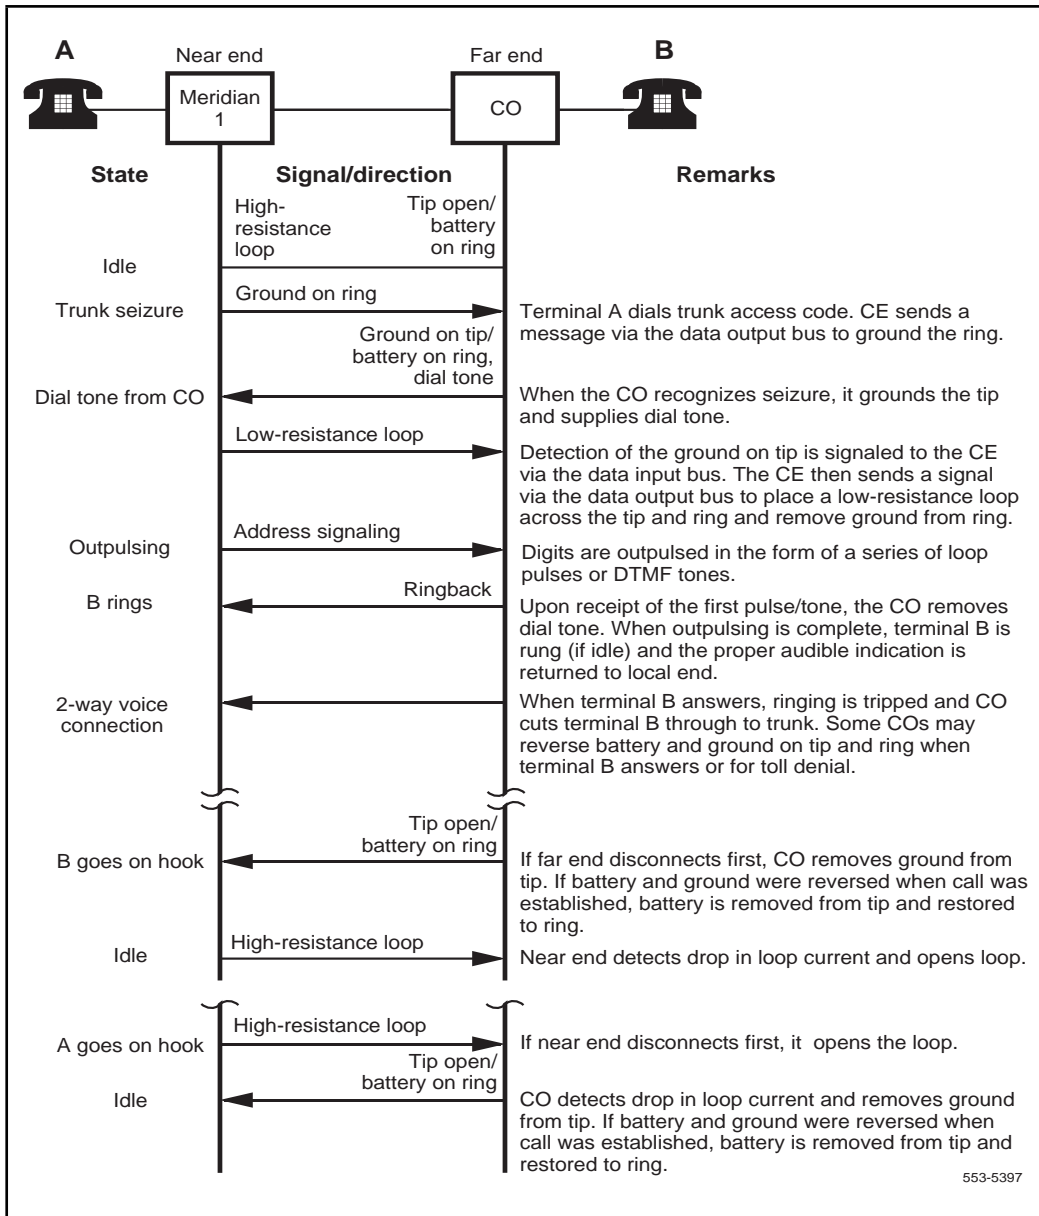 A
Near end
Far end
B
Meridian
1
CO
State
Signal/direction
Remarks
High-
resistance
loop
Tip open/
battery
on ring
Idle
Ground on ring
Trunk seizure
Terminal A dials trunk access code. CE sends a
message via the data output bus to ground the ring.
Ground on tip/
battery on ring,
dial tone
Dial tone from CO
When the CO recognizes seizure, it grounds the tip
and supplies dial tone.
Low-resistance loop
Detection of the ground on tip is signaled to the CE
via the data input bus. The CE then sends a signal
via the data output bus to place a low-resistance loop
across the tip and ring and remove ground from ring.
Outpulsing
Address signaling
Digits are outpulsed in the form of a series of loop
pulses or DTMF tones.
B rings
Ringback
Upon receipt of the first pulse/tone, the CO removes
dial tone. When outpulsing is complete, terminal B is
rung (if idle) and the proper audible indication is
returned to local end.
2-way voice
connection
When terminal B answers, ringing is tripped and CO
cuts terminal B through to trunk. Some COs may
reverse battery and ground on tip and ring when
terminal B answers or for toll denial.
Tip open/
battery on ring
B goes on hook
If far end disconnects first, CO removes ground from
tip. If battery and ground were reversed when call was
established, battery is removed from tip and restored
to ring.
Idle
High-resistance loop
Near end detects drop in loop current and opens loop.
High-resistance loop
A goes on hook
If near end disconnects first, it opens the loop.
Tip open/
battery on ring
Idle
CO detects drop in loop current and removes ground
from tip. If battery and ground were reversed when
call was established, battery is removed from tip and
restored to ring.
553-5397